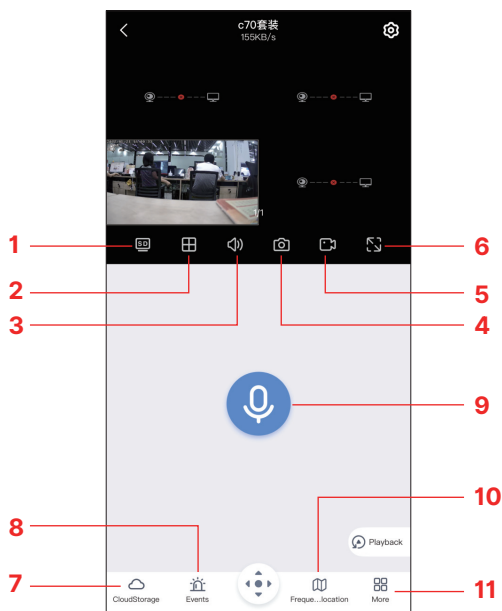 c70套装
155KB/s
1/1
SD
1
2
3
4
5
6
9
10
8
7
11
Playback
CloudStorage
Events
Freque...location
More